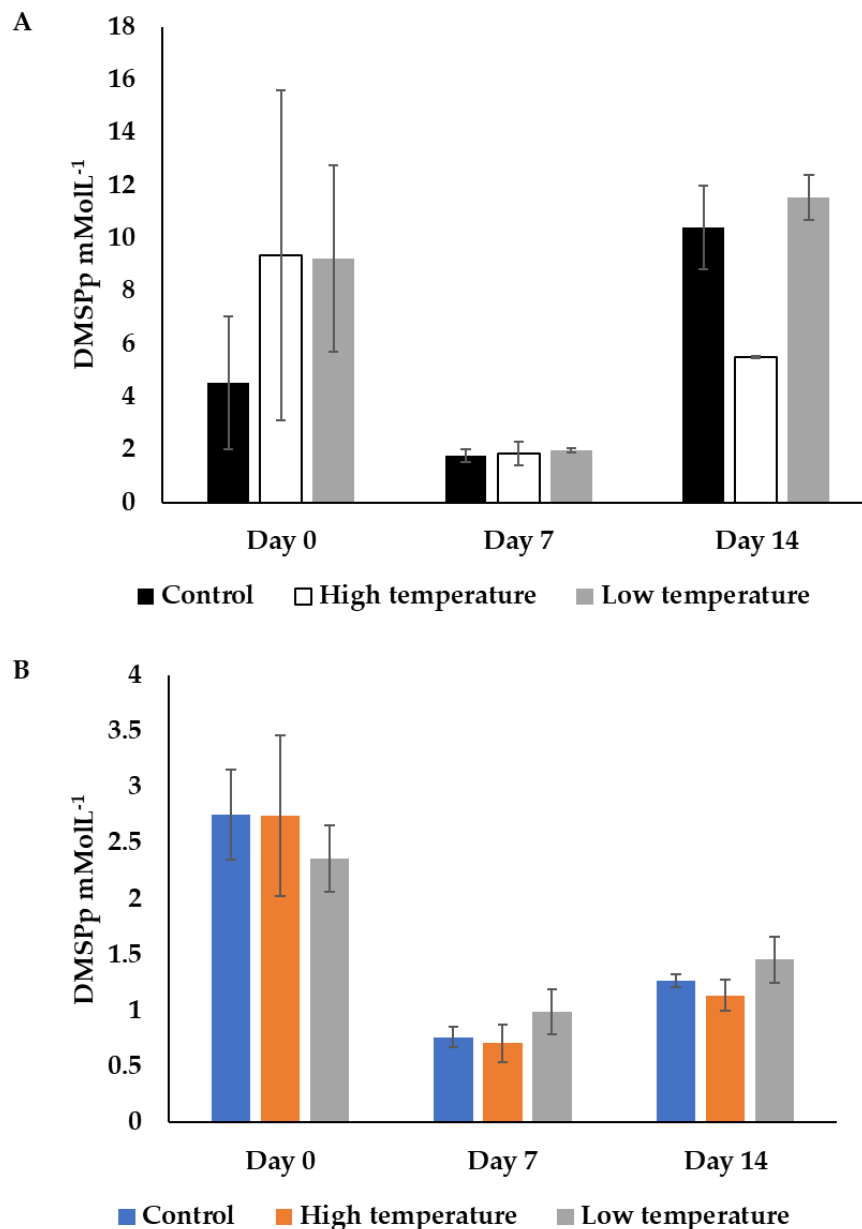 A
18
16
14
12
10
8
6
4
2
0
DMSPp mMolL⁻¹
Day 0 Day 7 Day 14
Control High temperature Low temperature
B
4
3.5
3
2.5
2
1.5
1
0.5
0
DMSPp mMolL⁻¹
Day 0 Day 7 Day 14
Control High temperature Low temperature